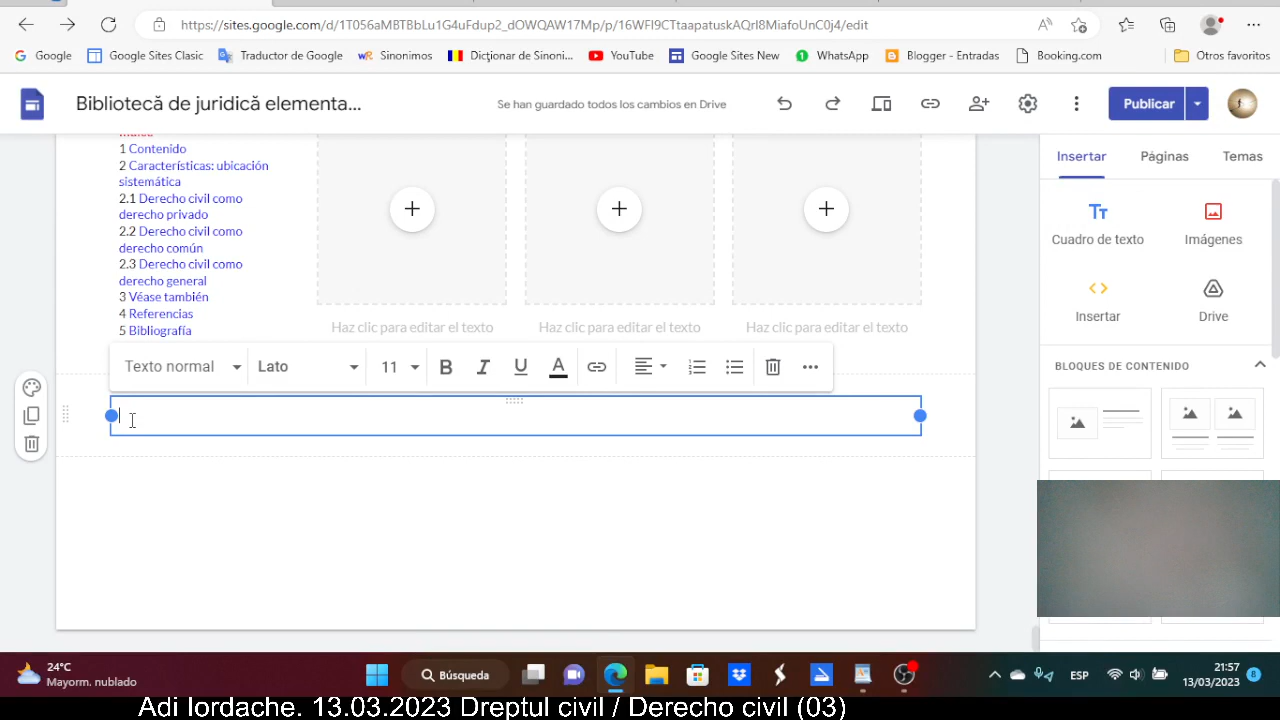 https://sites.google.com/d/1T056aMBTBbLu1G4uFdup2_dOWQAW17Mp/p/16WFI9CTtaapatuskAQrI8MiafoUnC0j4/edit
Google
Google Sites Clasic
Traductor de Google
WR Sinonimos
Dicționar de Sinoni...
YouTube
Google Sites New
1 WhatsApp
Blogger - Entradas
Booking.com
Otros favoritos
Bibliotecă de juridică elementa...
Se han guardado todos los cambios en Drive
Publicar
1 Contenido
2 Características: ubicación
sistemática
2.1 Derecho civil como
derecho privado
2.2 Derecho civil como
derecho común
2.3 Derecho civil como
derecho general
3 Véase también
4 Referencias
5 Bibliografía
Haz clic para editar el texto
Haz clic para editar el texto
Haz clic para editar el texto
Texto normal
Lato
11
B
I
U
A
Insertar
Páginas
Temas
Tт
Cuadro de texto
Imágenes
Insertar
Drive
BLOQUES DE CONTENIDO
24°C
Mayorm. nublado
Búsqueda
ESP
21:57
13/03/2023
8
Adi Iordache. 13.03.2023 Dreptul civil / Derecho civil (03)